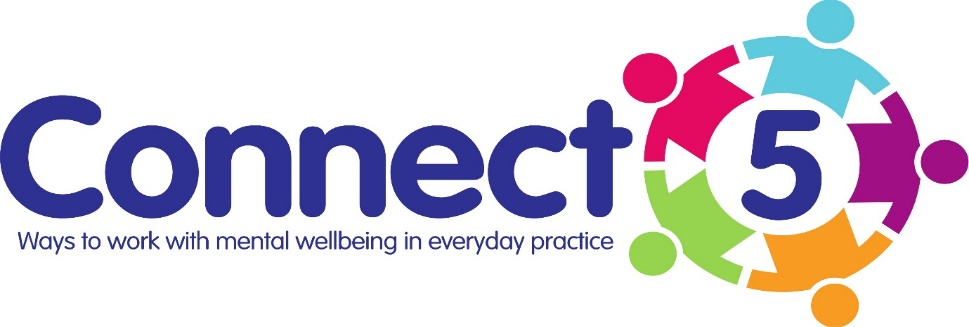 Connect 5
Ways to work with mental wellbeing in everyday practice